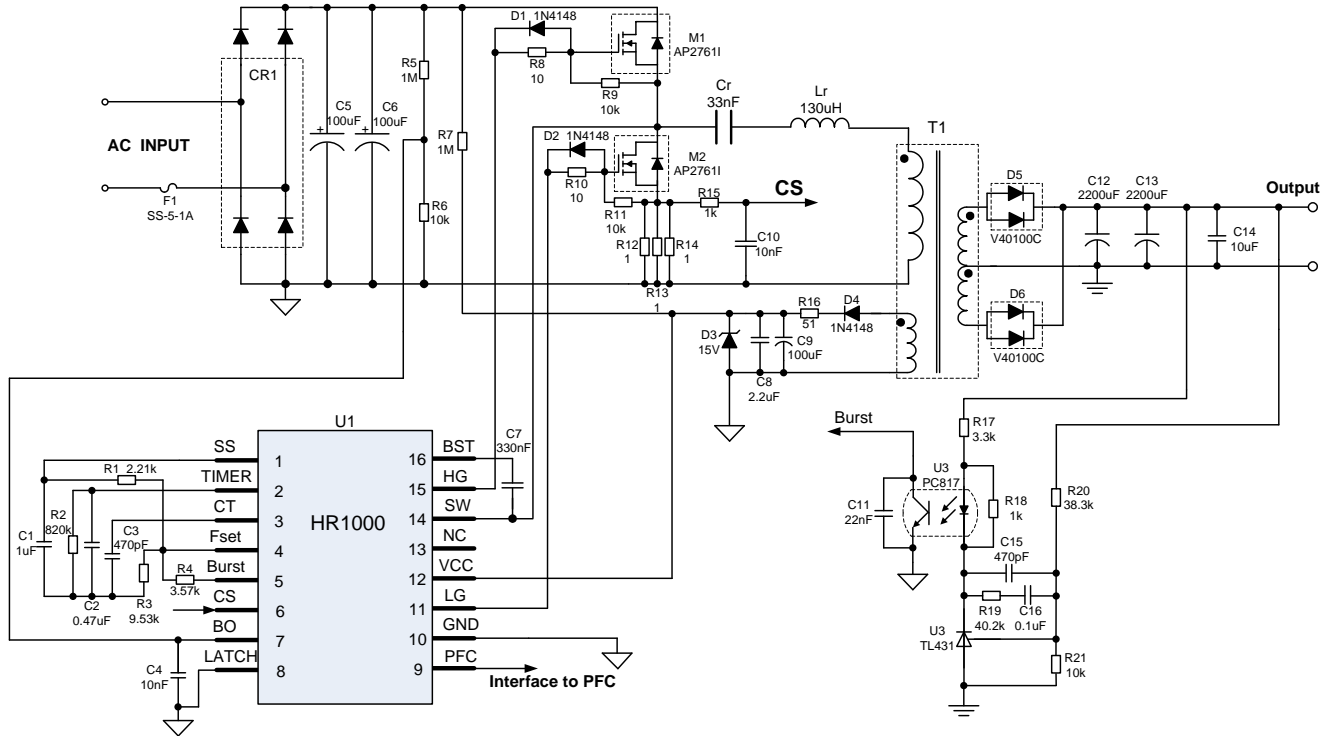 D1 1N4148
M1
AP2761I
R8
10
R9
10k
CR1
R5
1M
C5
100uF
C6
100uF
+
+
R7
1M
Cr
33nF
Lr
130uH
T1
AC INPUT
F1
SS-5-1A
D2 1N4148
M2
AP2761I
R10
10
R15
1k
CS
R6
10k
R11
10k
R12
1
R14
1
R13
1
C10
10nF
D5
V40100C
D6
V40100C
C12
2200uF
C13
2200uF
C14
10uF
Output
R16
51
D4
1N4148
D3
15V
C9
100uF
C8
2.2uF
U1
HR1000
SS
1
TIMER
2
CT
3
Fset
4
Burst
5
CS
6
BO
7
LATCH
8
BST
16
HG
15
SW
14
NC
13
VCC
12
LG
11
GND
10
PFC
9
Interface to PFC
C7
330nF
R1 2.21k
R2
820k
C1
1uF
C3
470pF
R4
3.57k
C2
0.47uF
R3
9.53k
C4
10nF
Burst
R17
3.3k
U3
PC817
C11
22nF
R18
1k
R20
38.3k
C15
470pF
R19
40.2k
C16
0.1uF
U3
TL431
R21
10k